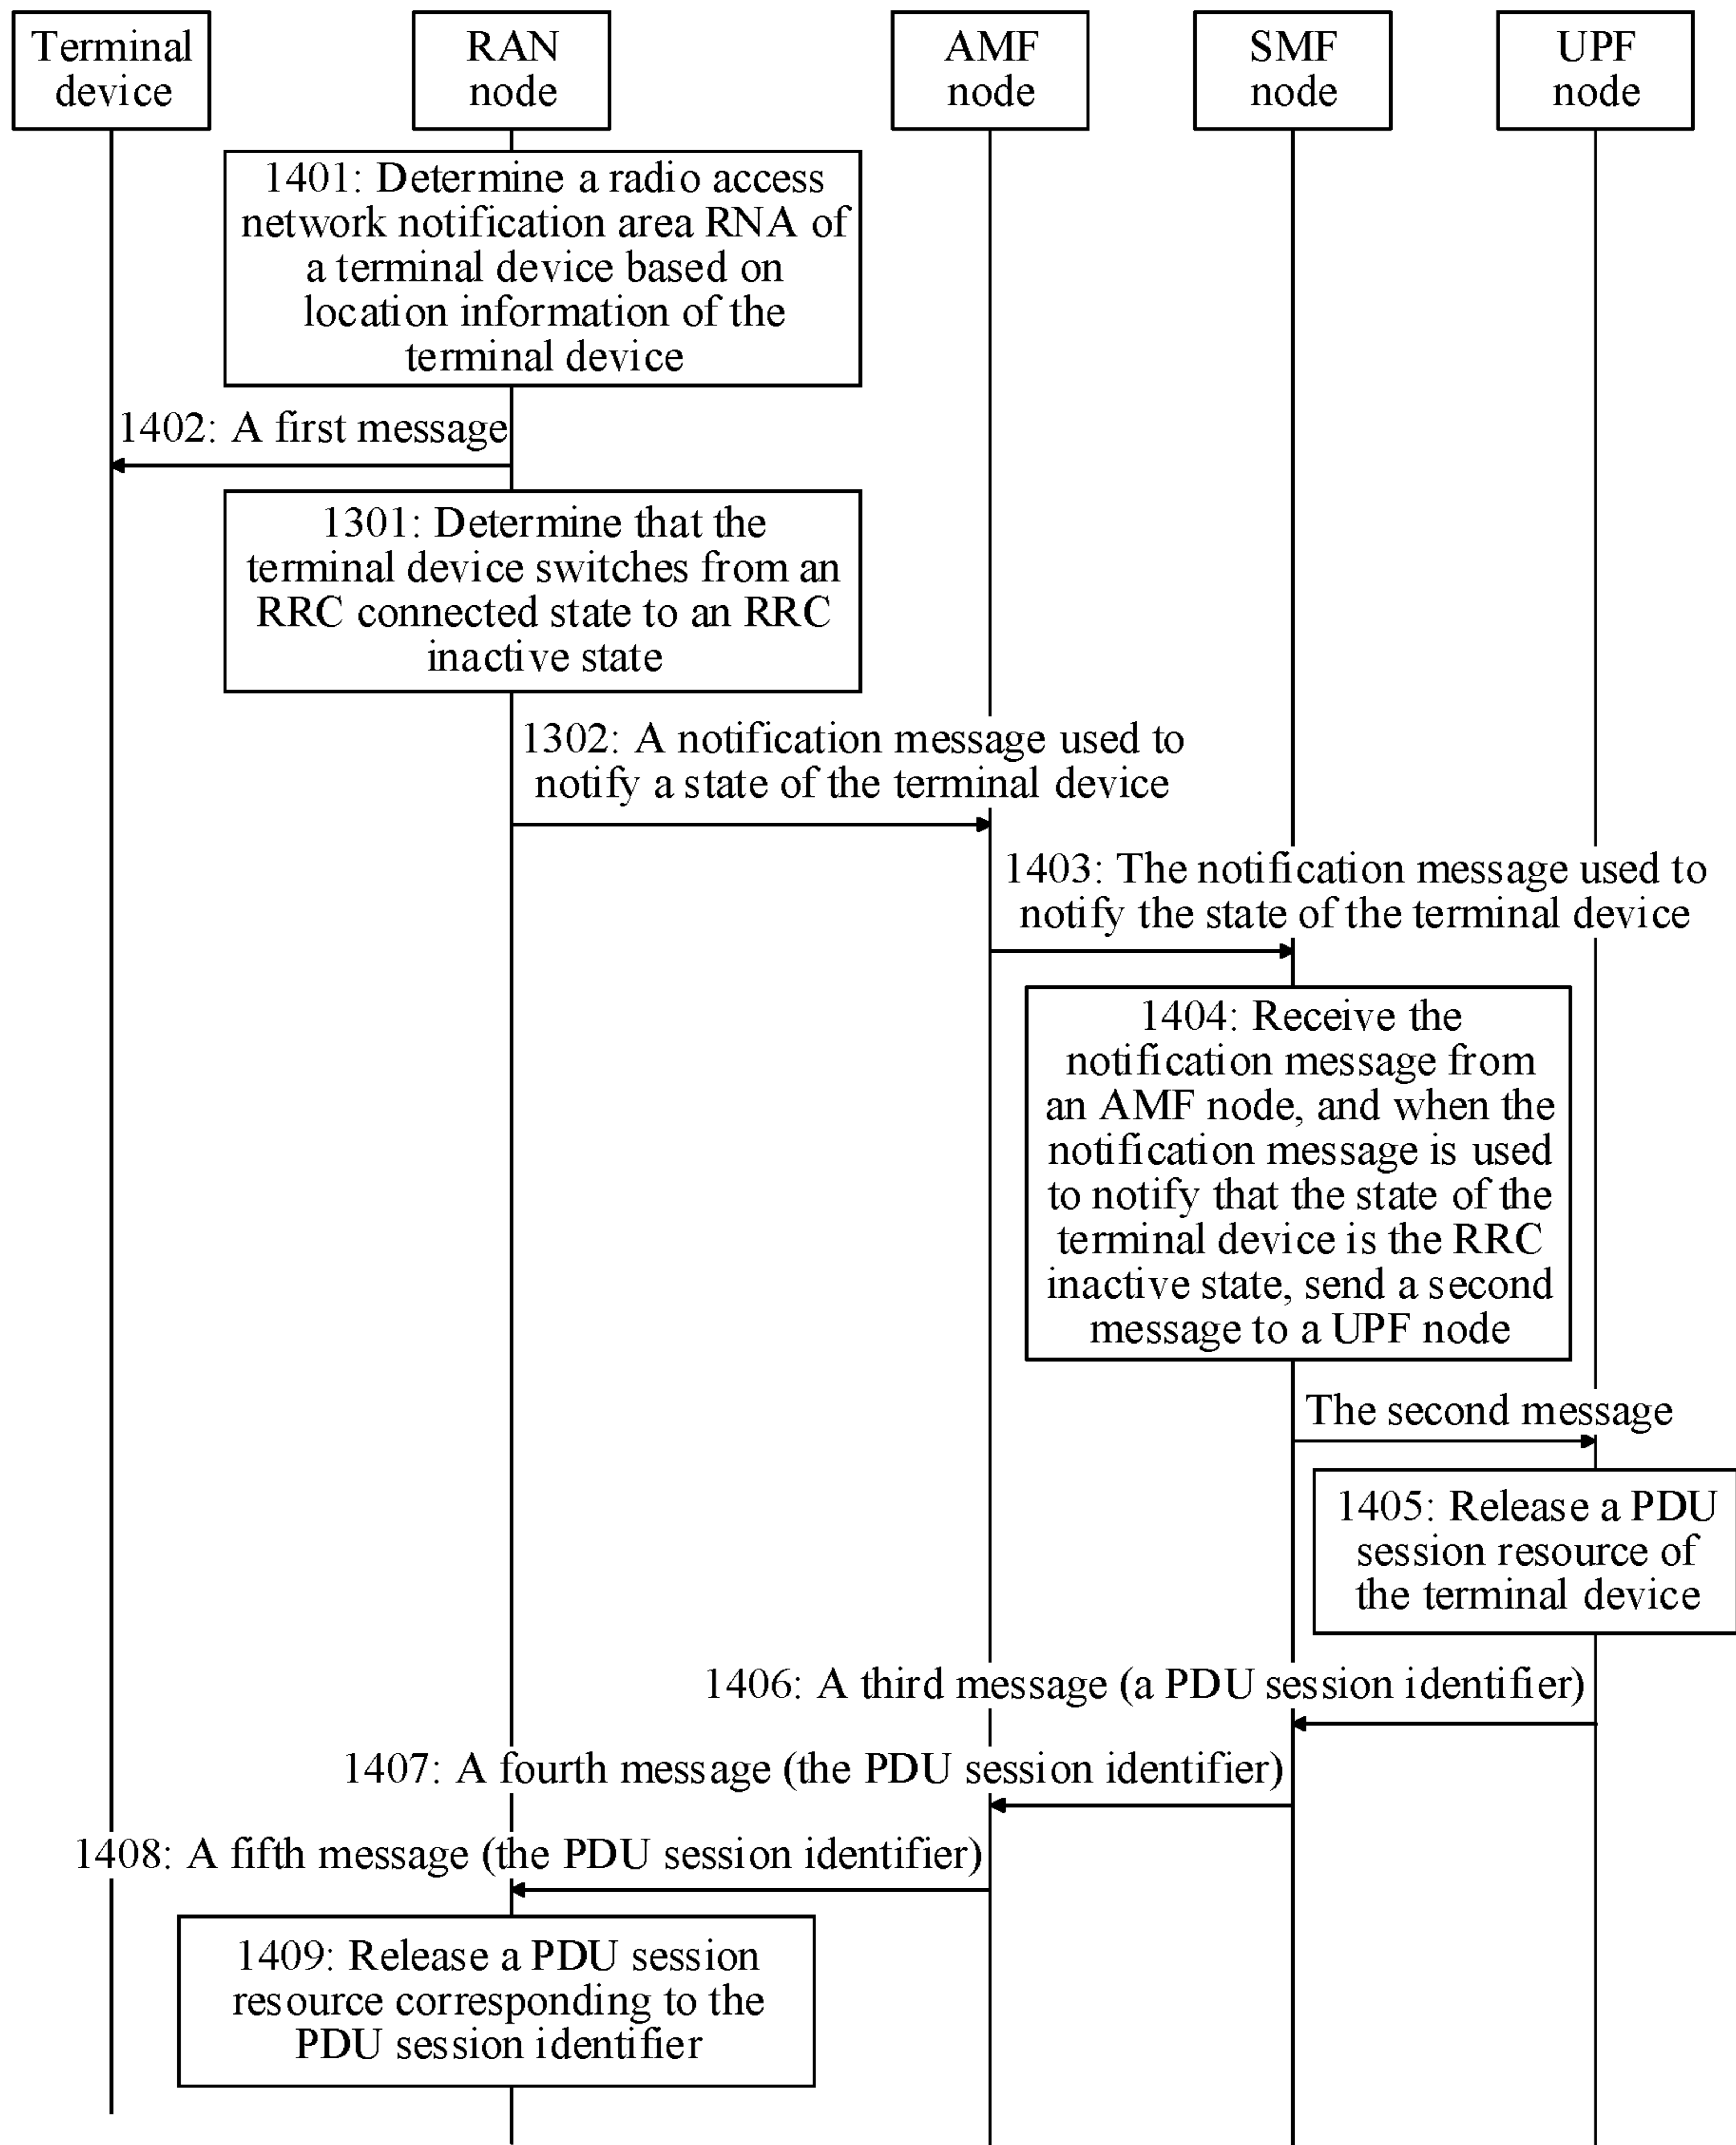 Terminal
device
RAN
node
AMF
node
SMF
node
UPF
node
1401: Determine a radio access
network notification area RNA of
a terminal device based on
location information of the
terminal device
1402: A first message
1301: Determine that the
terminal device switches from an
RRC connected state to an RRC
inactive state
1302: A notification message used to
notify a state of the terminal device
1403: The notification message used to
notify the state of the terminal device
1404: Receive the
notification message from
an AMF node, and when the
notification message is used
to notify that the state of the
terminal device is the RRC
inactive state, send a second
message to a UPF node
The second message
1405: Release a PDU
session resource of
the terminal device
1406: A third message (a PDU session identifier)
1407: A fourth message (the PDU session identifier)
1408: A fifth message (the PDU session identifier)
1409: Release a PDU session
resource corresponding to the
PDU session identifier